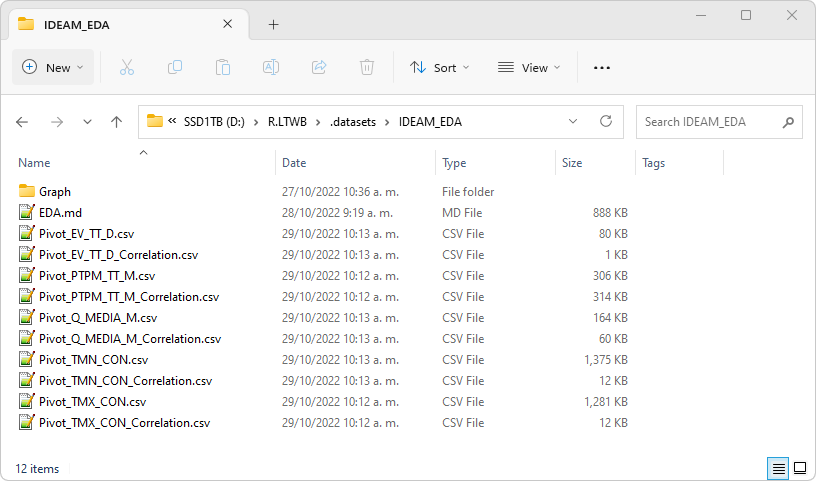 IDEAM_EDA
New Sort View
SSD1TB (D:) R.LTWB .datasets IDEAM_EDA Search IDEAM_EDA
Name Date Type Size Tags
Graph 27/10/2022 10:36 a. m. File folder
EDA.md 28/10/2022 9:19 a. m. MD File 888 KB
Pivot_EV_TT_D.csv 29/10/2022 10:13 a. m. CSV File 80 KB
Pivot_EV_TT_D_Correlation.csv 29/10/2022 10:13 a. m. CSV File 1 KB
Pivot_PTPM_TT_M.csv 29/10/2022 10:12 a. m. CSV File 306 KB
Pivot_PTPM_TT_M_Correlation.csv 29/10/2022 10:12 a. m. CSV File 314 KB
Pivot_Q_MEDIA_M.csv 29/10/2022 10:13 a. m. CSV File 164 KB
Pivot_Q_MEDIA_M_Correlation.csv 29/10/2022 10:13 a. m. CSV File 60 KB
Pivot_TMN_CON.csv 29/10/2022 10:13 a. m. CSV File 1,375 KB
Pivot_TMN_CON_Correlation.csv 29/10/2022 10:13 a. m. CSV File 12 KB
Pivot_TMX_CON.csv 29/10/2022 10:12 a. m. CSV File 1,281 KB
Pivot_TMX_CON_Correlation.csv 29/10/2022 10:12 a. m. CSV File 12 KB
12 items